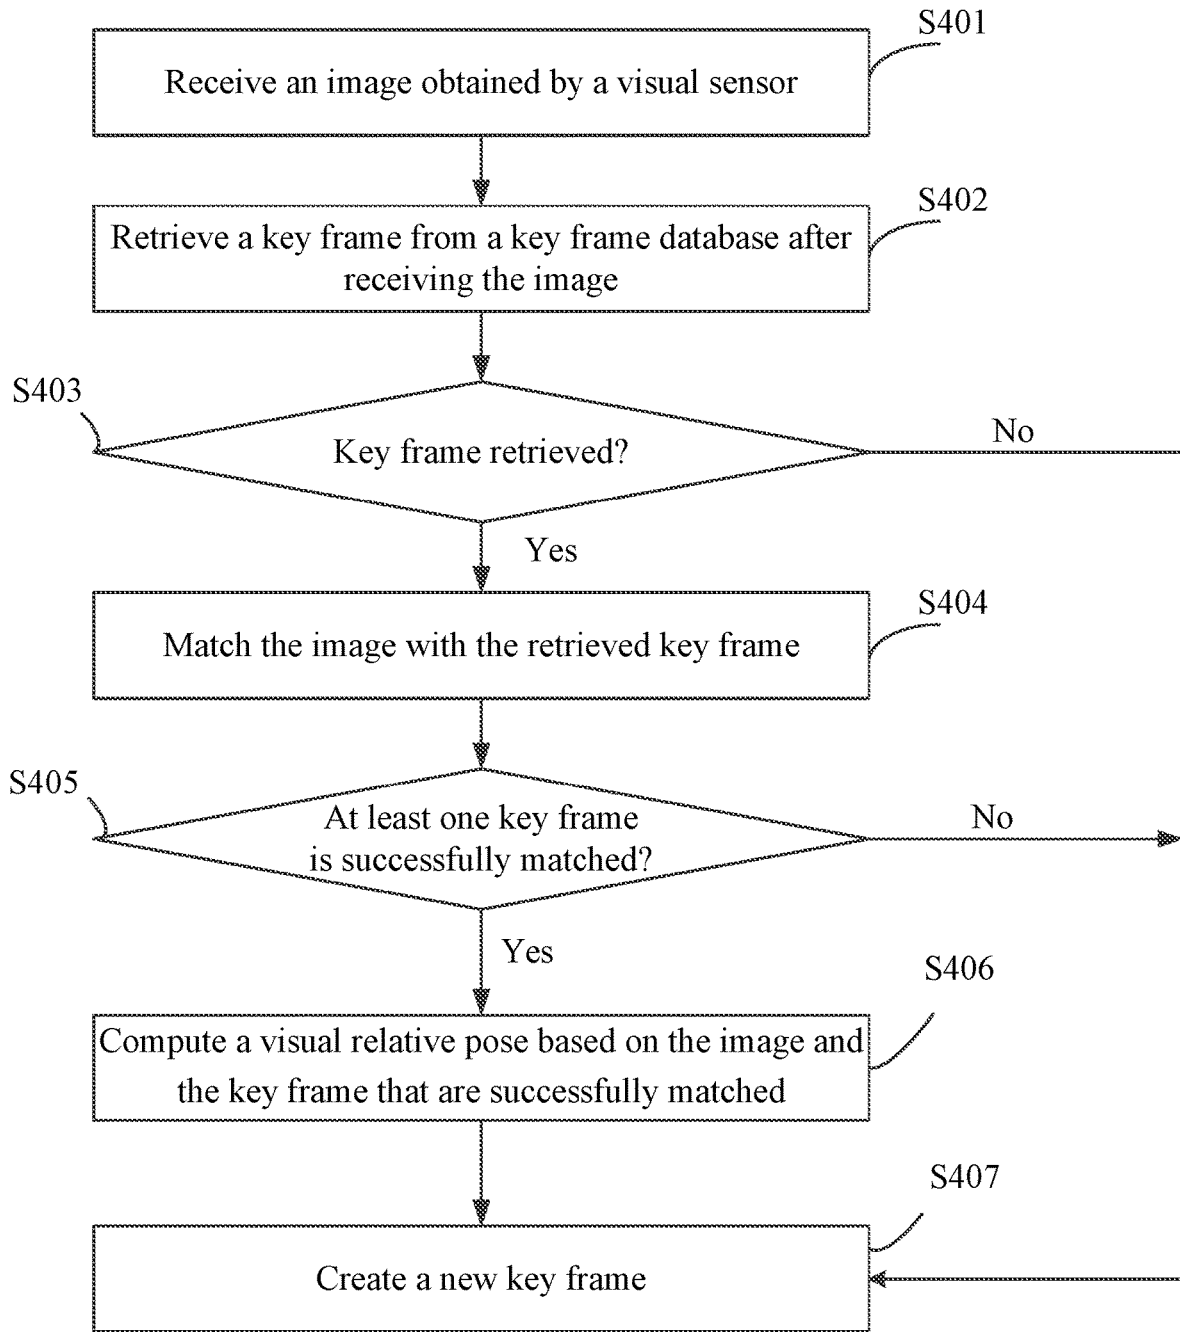 S401
Receive an image obtained by a visual sensor
S402
Retrieve a key frame from a key frame database after
receiving the image
S403
Key frame retrieved?
No
Yes
S404
Match the image with the retrieved key frame
S405
At least one key frame
is successfully matched?
No
Yes
S406
Compute a visual relative pose based on the image and
the key frame that are successfully matched
S407
Create a new key frame